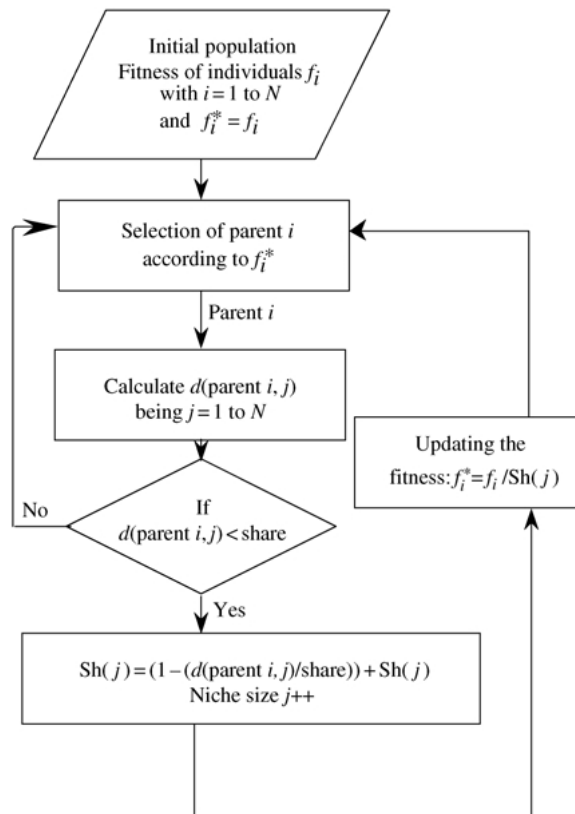 Initial population
Fitness of individuals f_i
with i = 1 to N
and f_i^* = f_i
Selection of parent i
according to f_i^*
Parent i
Calculate d(parent i, j)
being j = 1 to N
If
d(parent i, j) < share
No
Yes
Sh( j ) = (1 − (d(parent i, j)/share)) + Sh( j )
Niche size j++
Updating the
fitness: f_i^* = f_i /Sh( j )